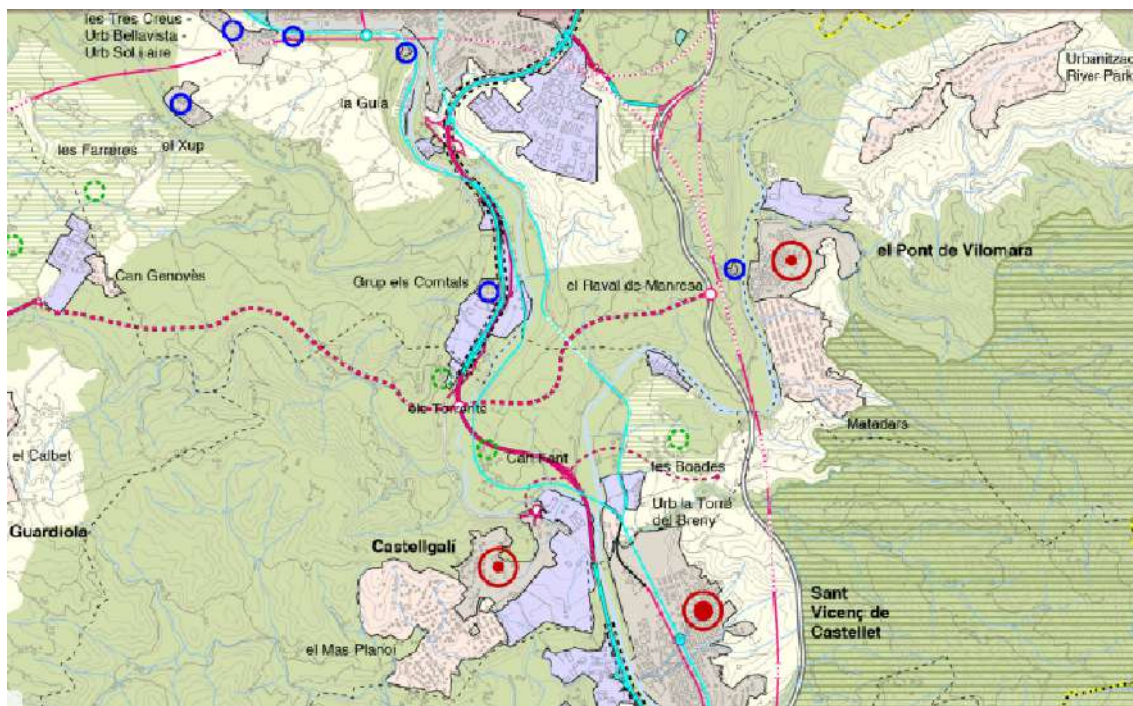 les Tres Creus -
Urb Bellavista -
Urb Sol i aire
Urbanitzac
River Park
la Guia
el Xup
les Farreres
el Pont de Vilomara
Can Genovès
Grup els Comtals
el Raval de Manresa
els Torrents
Matadars
el Calbet
Can Font
les Boades
Urb la Torre
del Breny
Guardiola
Castellgalí
Sant
Vicenç de
Castellet
el Mas Planoi